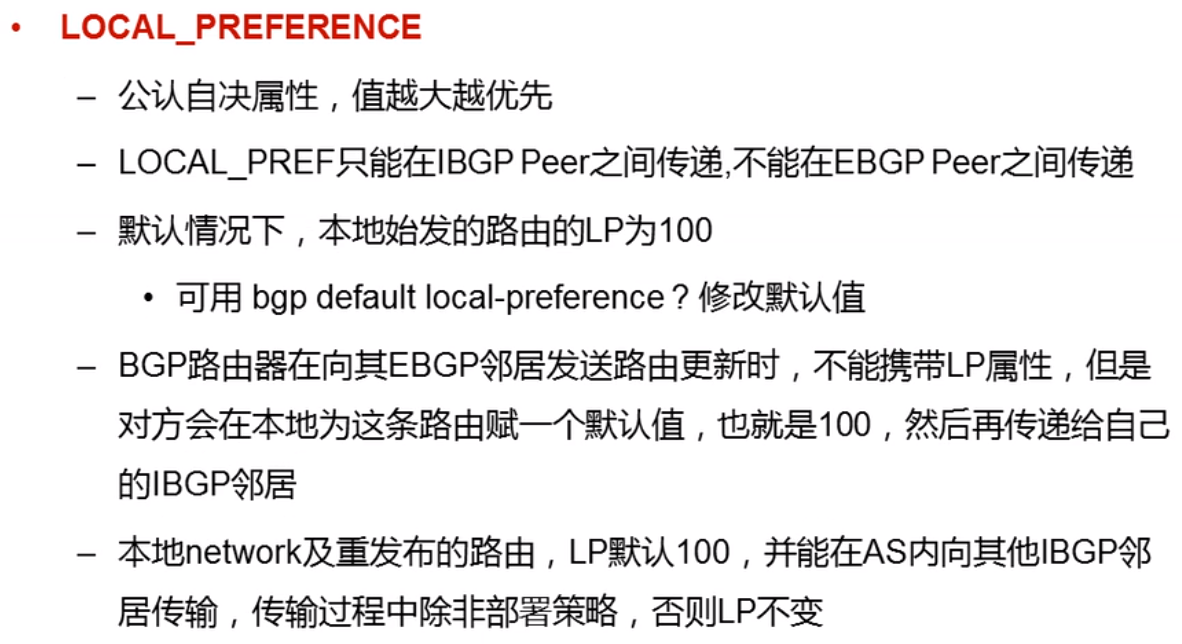 • LOCAL_PREFERENCE
– 公认自决属性，值越大越优先
– LOCAL_PREF只能在IBGP Peer之间传递,不能在EBGP Peer之间传递
– 默认情况下，本地始发的路由的LP为100
• 可用 bgp default local-preference？修改默认值
– BGP路由器在向其EBGP邻居发送路由更新时，不能携带LP属性，但是
对方会在本地为这条路由赋一个默认值，也就是100，然后再传递给自己
的IBGP邻居
– 本地network及重发布的路由，LP默认100，并能在AS内向其他IBGP邻
居传输，传输过程中除非部署策略，否则LP不变